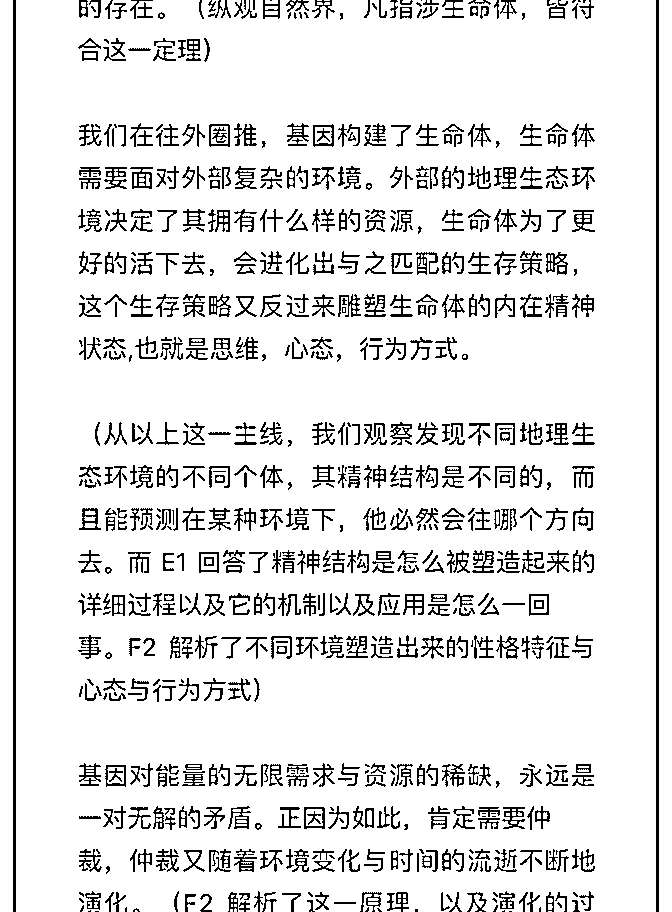 的存在。（纵观自然界，凡指涉生命体，皆符
合这一定理）
我们在往外圈推，基因构建了生命体，生命体
需要面对外部复杂的环境。外部的地理生态环
境决定了其拥有什么样的资源，生命体为了更
好的活下去，会进化出与之匹配的生存策略，
这个生存策略又反过来雕塑生命体的内在精神
状态,也就是思维，心态，行为方式。
（从以上这一主线，我们观察发现不同地理生
态环境的不同个体，其精神结构是不同的，而
且能预测在某种环境下，他必然会往哪个方向
去。而 E1 回答了精神结构是怎么被塑造起来的
详细过程以及它的机制以及应用是怎么一回
事。F2 解析了不同环境塑造出来的性格特征与
心态与行为方式）
基因对能量的无限需求与资源的稀缺，永远是
一对无解的矛盾。正因为如此，肯定需要仲
裁，仲裁又随着环境变化与时间的流逝不断地
演化。（F2 解析了这一原理，以及演化的过